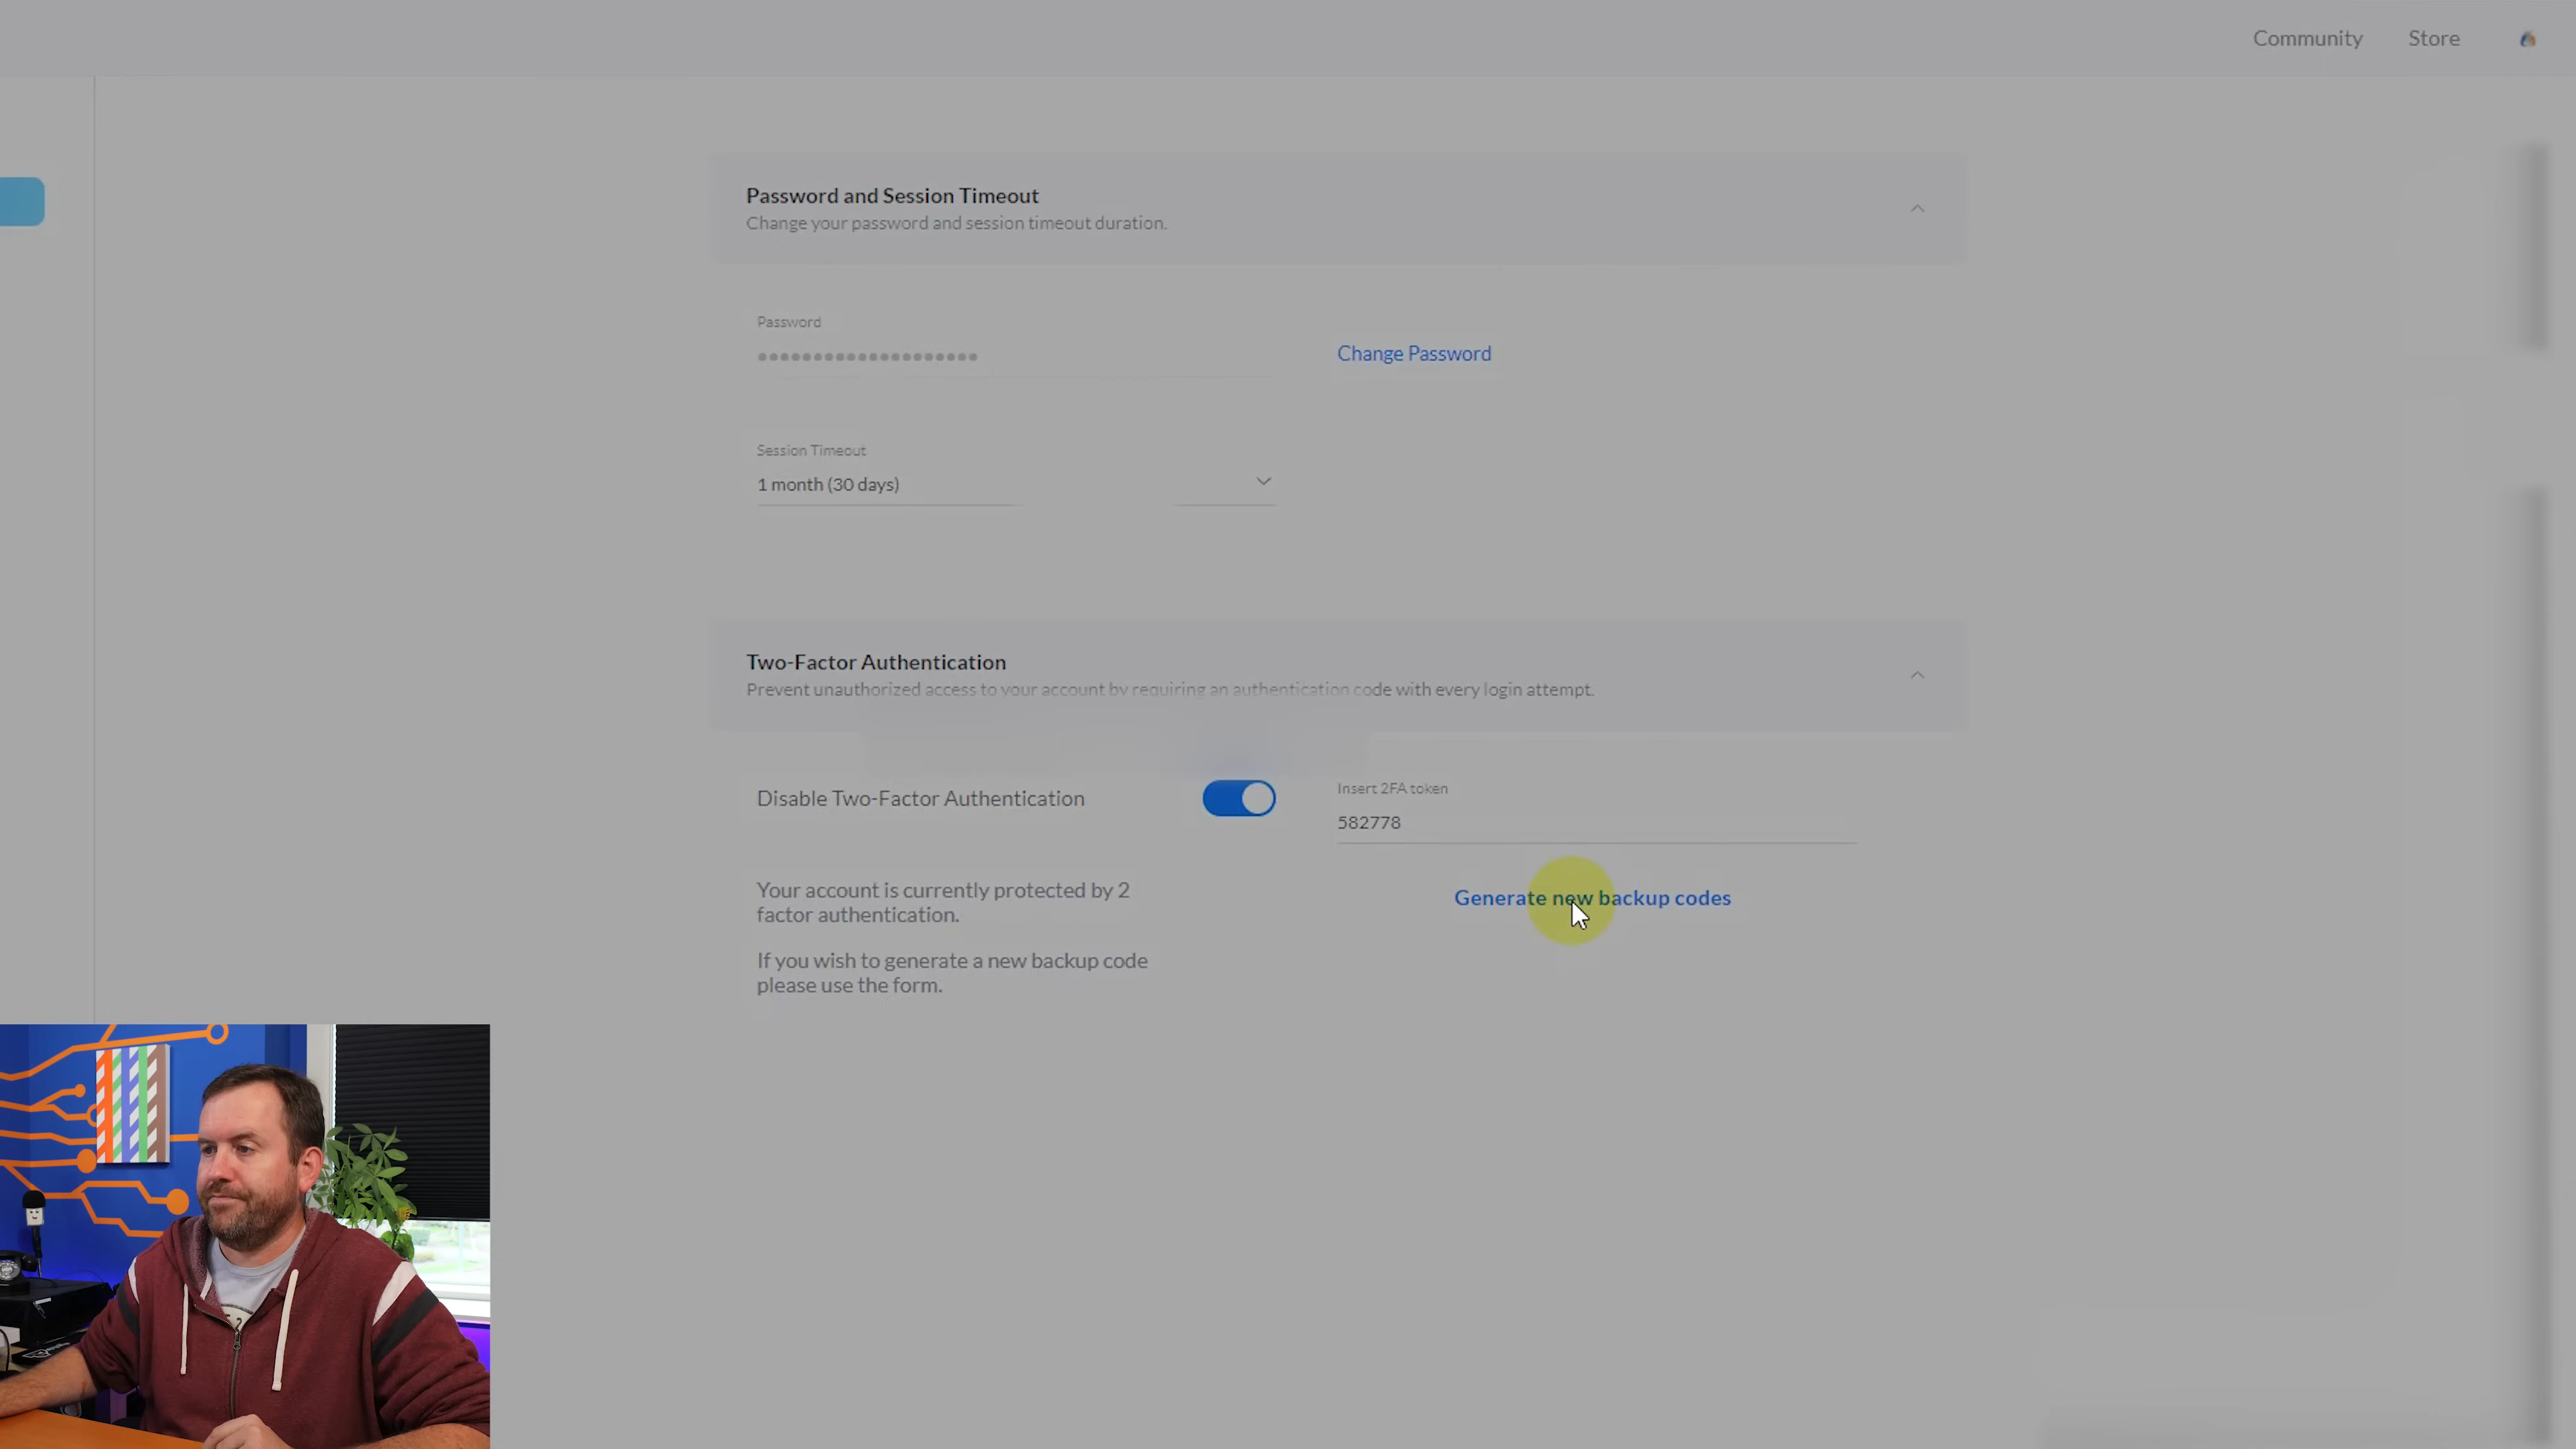 Community
Store
Password and Session Timeout
Change your password and session timeout duration.
Password
Change Password
Session Timeout
1 month (30 days)
Two-Factor Authentication
Prevent unauthorized access to your account by requiring an authentication code with every login attempt.
Disable Two-Factor Authentication
Insert 2FA token
582778
Your account is currently protected by 2
factor authentication.
Generate new backup codes
If you wish to generate a new backup code
please use the form.